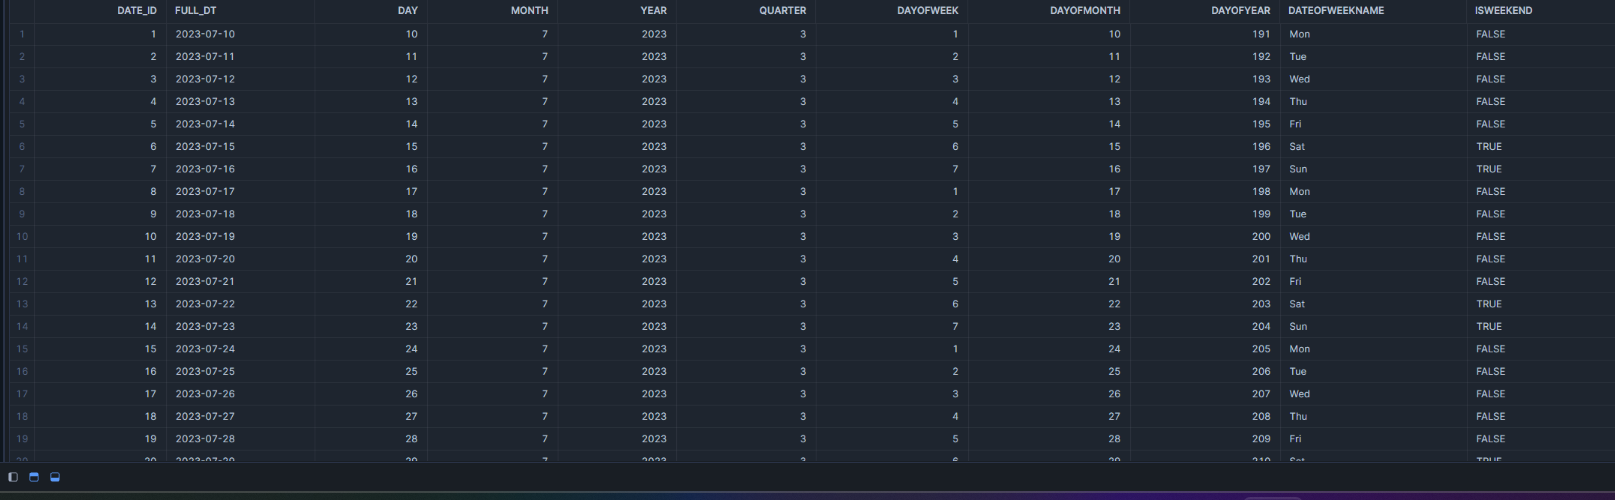 DATE_ID FULL_DT DAY MONTH YEAR QUARTER DAYOFWEEK DAYOFMONTH DAYOFYEAR DATEOFWEEKNAME ISWEEKEND
1 1 2023-07-10 10 7 2023 3 1 10 191 Mon FALSE
2 2 2023-07-11 11 7 2023 3 2 11 192 Tue FALSE
3 3 2023-07-12 12 7 2023 3 3 12 193 Wed FALSE
4 4 2023-07-13 13 7 2023 3 4 13 194 Thu FALSE
5 5 2023-07-14 14 7 2023 3 5 14 195 Fri FALSE
6 6 2023-07-15 15 7 2023 3 6 15 196 Sat TRUE
7 7 2023-07-16 16 7 2023 3 7 16 197 Sun TRUE
8 8 2023-07-17 17 7 2023 3 1 17 198 Mon FALSE
9 9 2023-07-18 18 7 2023 3 2 18 199 Tue FALSE
10 10 2023-07-19 19 7 2023 3 3 19 200 Wed FALSE
11 11 2023-07-20 20 7 2023 3 4 20 201 Thu FALSE
12 12 2023-07-21 21 7 2023 3 5 21 202 Fri FALSE
13 13 2023-07-22 22 7 2023 3 6 22 203 Sat TRUE
14 14 2023-07-23 23 7 2023 3 7 23 204 Sun TRUE
15 15 2023-07-24 24 7 2023 3 1 24 205 Mon FALSE
16 16 2023-07-25 25 7 2023 3 2 25 206 Tue FALSE
17 17 2023-07-26 26 7 2023 3 3 26 207 Wed FALSE
18 18 2023-07-27 27 7 2023 3 4 27 208 Thu FALSE
19 19 2023-07-28 28 7 2023 3 5 28 209 Fri FALSE